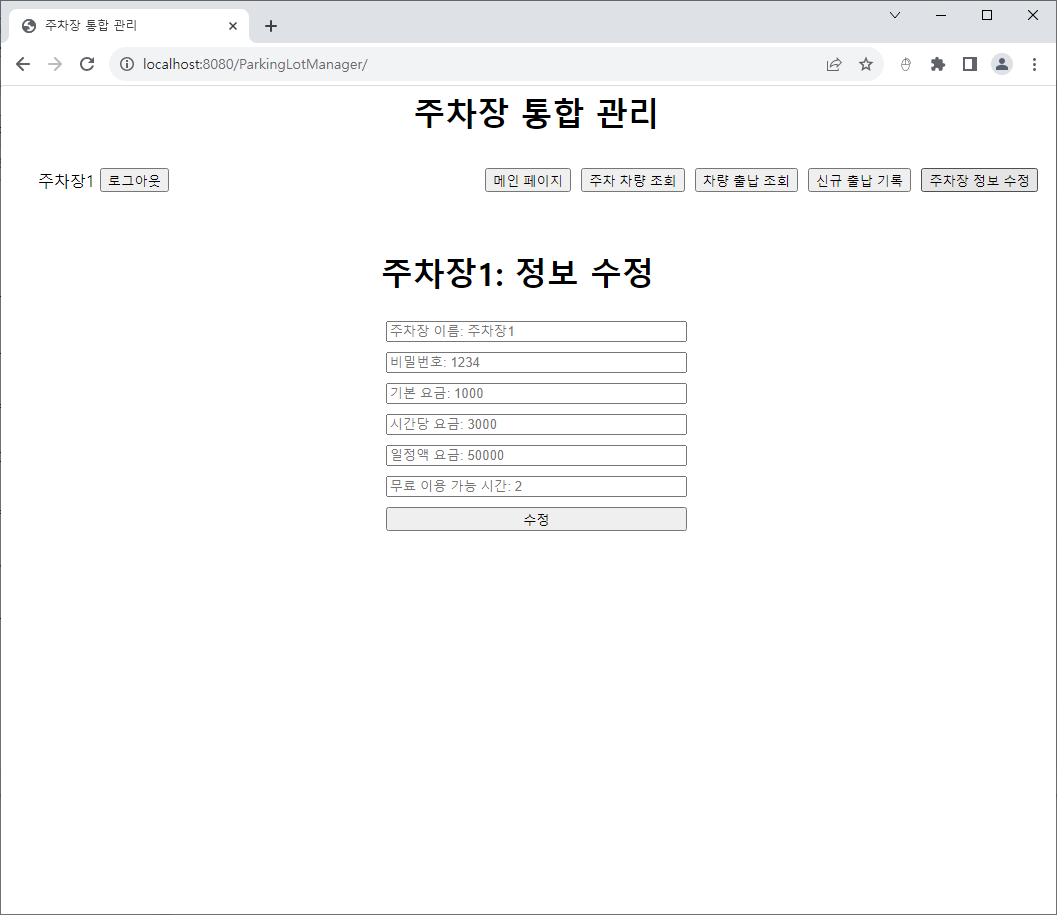 주차장 통합 관리
localhost:8080/ParkingLotManager/
주차장 통합 관리
주차장1 로그아웃 메인 페이지 주차 차량 조회 차량 출납 조회 신규 출납 기록 주차장 정보 수정
주차장1: 정보 수정
주차장 이름: 주차장1
비밀번호: 1234
기본 요금: 1000
시간당 요금: 3000
일정액 요금: 50000
무료 이용 가능 시간: 2
수정